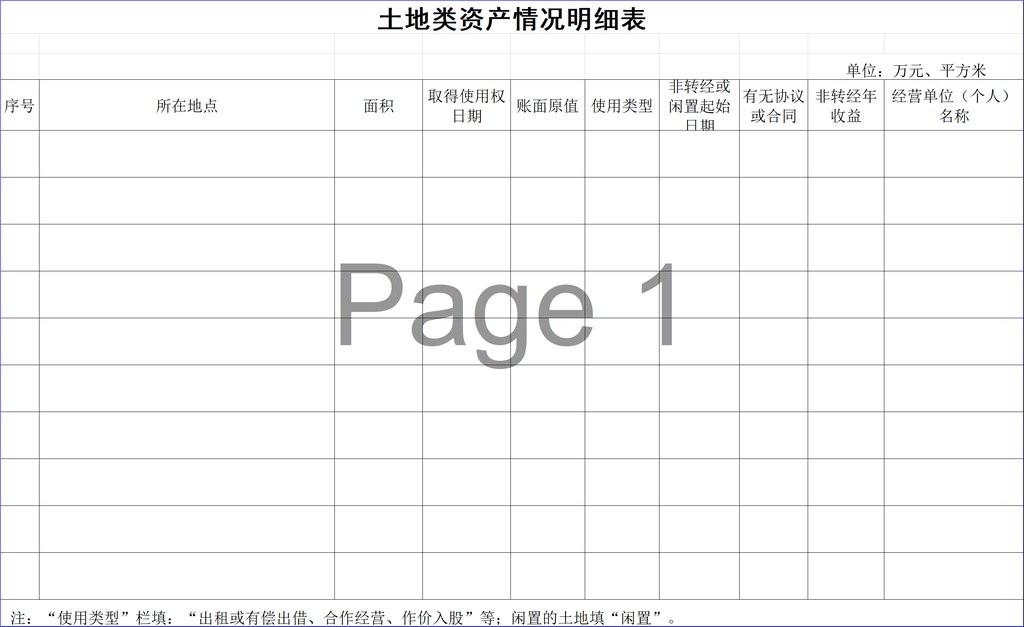 土地类资产情况明细表
单位：万元、平方米
序号
所在地点
面积
取得使用权
日期
账面原值
使用类型
非转经或
闲置起始
日期
有无协议
或合同
非转经年
收益
经营单位（个人）
名称
Page 1
注：“使用类型”栏填：“出租或有偿出借、合作经营、作价入股”等；闲置的土地填“闲置”。